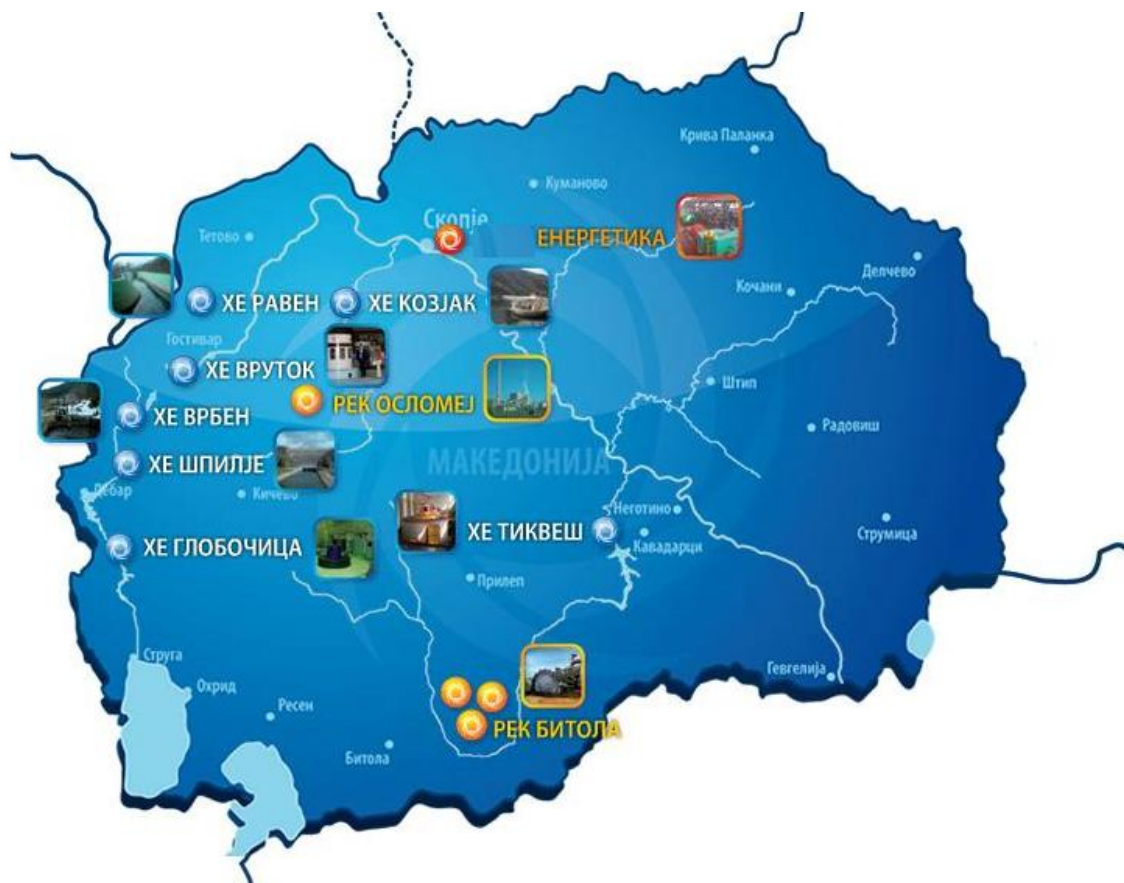 Крива Паланка
Куманово
Скопје
Тетово
ЕНЕРГЕТИКА
Делчево
Кочани
ХЕ РАВЕН
ХЕ КОЗЈАК
Гостивар
ХЕ ВРУТОК
Штип
РЕК ОСЛОМЕЈ
ХЕ ВРБЕН
Радовиш
МАКЕДОНИЈА
ХЕ ШПИЛЈЕ
Дебар
Кичево
Неготино
ХЕ ТИКВЕШ
Струмица
Кавадарци
ХЕ ГЛОБОЧИЦА
Прилеп
Струга
Гевгелија
Охрид
Ресен
РЕК БИТОЛА
Битола